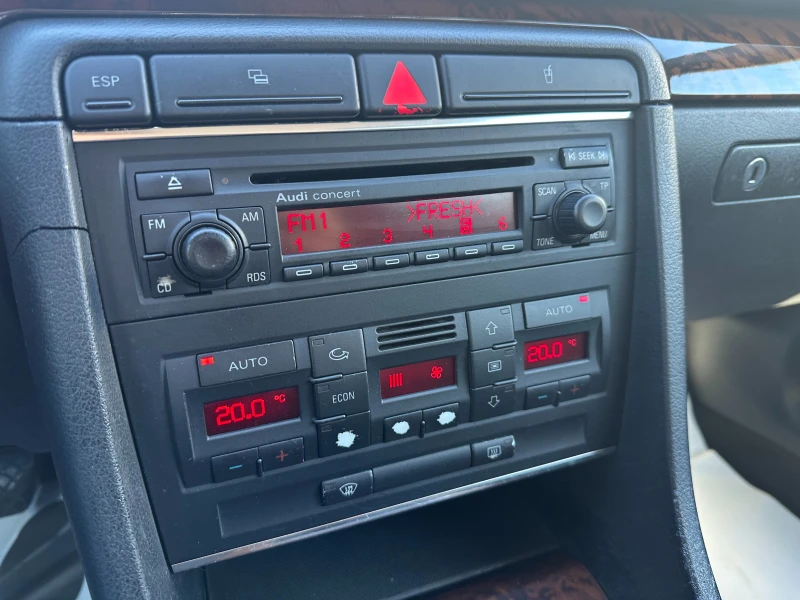 ESP
SEEK
Audi concert
FM AM SCAN TP
FM1 >FRESH<
1 2 3 4 5 6
CD RDS TONE MENU
AUTO AUTO
20.0 °C 20.0 °C
ECON
- + - +